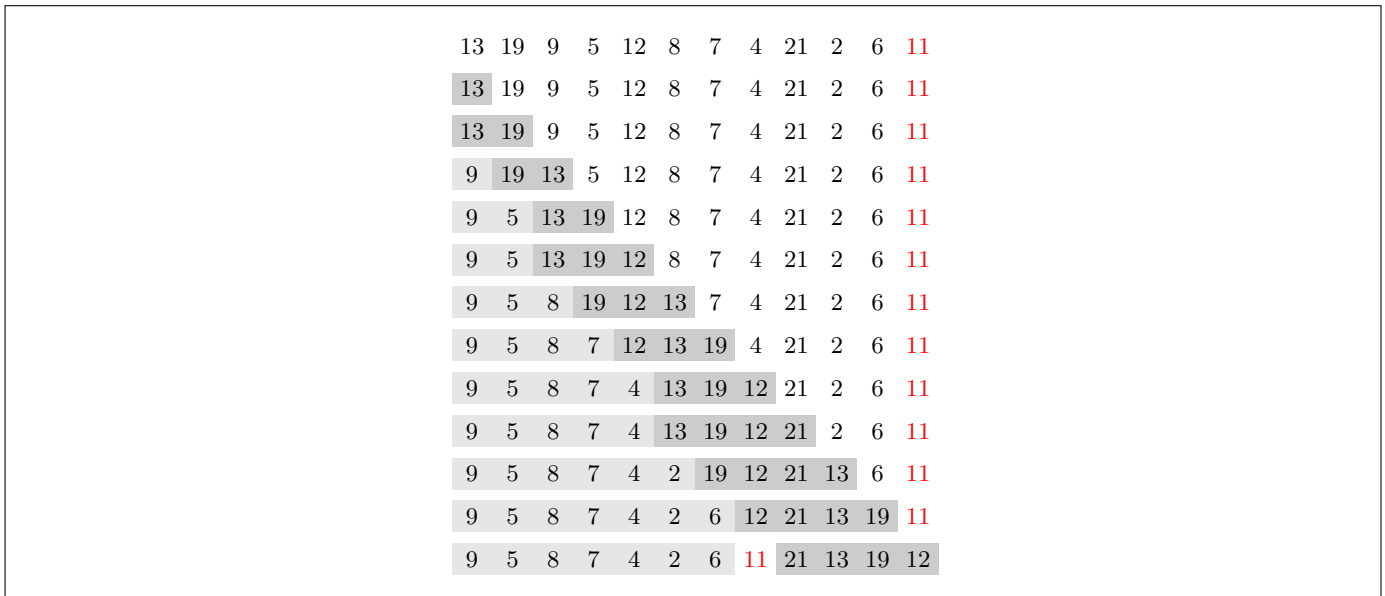 13 19 9 5 12 8 7 4 21 2 6 11
13 19 9 5 12 8 7 4 21 2 6 11
13 19 9 5 12 8 7 4 21 2 6 11
9 19 13 5 12 8 7 4 21 2 6 11
9 5 13 19 12 8 7 4 21 2 6 11
9 5 13 19 12 8 7 4 21 2 6 11
9 5 8 19 12 13 7 4 21 2 6 11
9 5 8 7 12 13 19 4 21 2 6 11
9 5 8 7 4 13 19 12 21 2 6 11
9 5 8 7 4 13 19 12 21 2 6 11
9 5 8 7 4 2 19 12 21 13 6 11
9 5 8 7 4 2 6 12 21 13 19 11
9 5 8 7 4 2 6 11 21 13 19 12